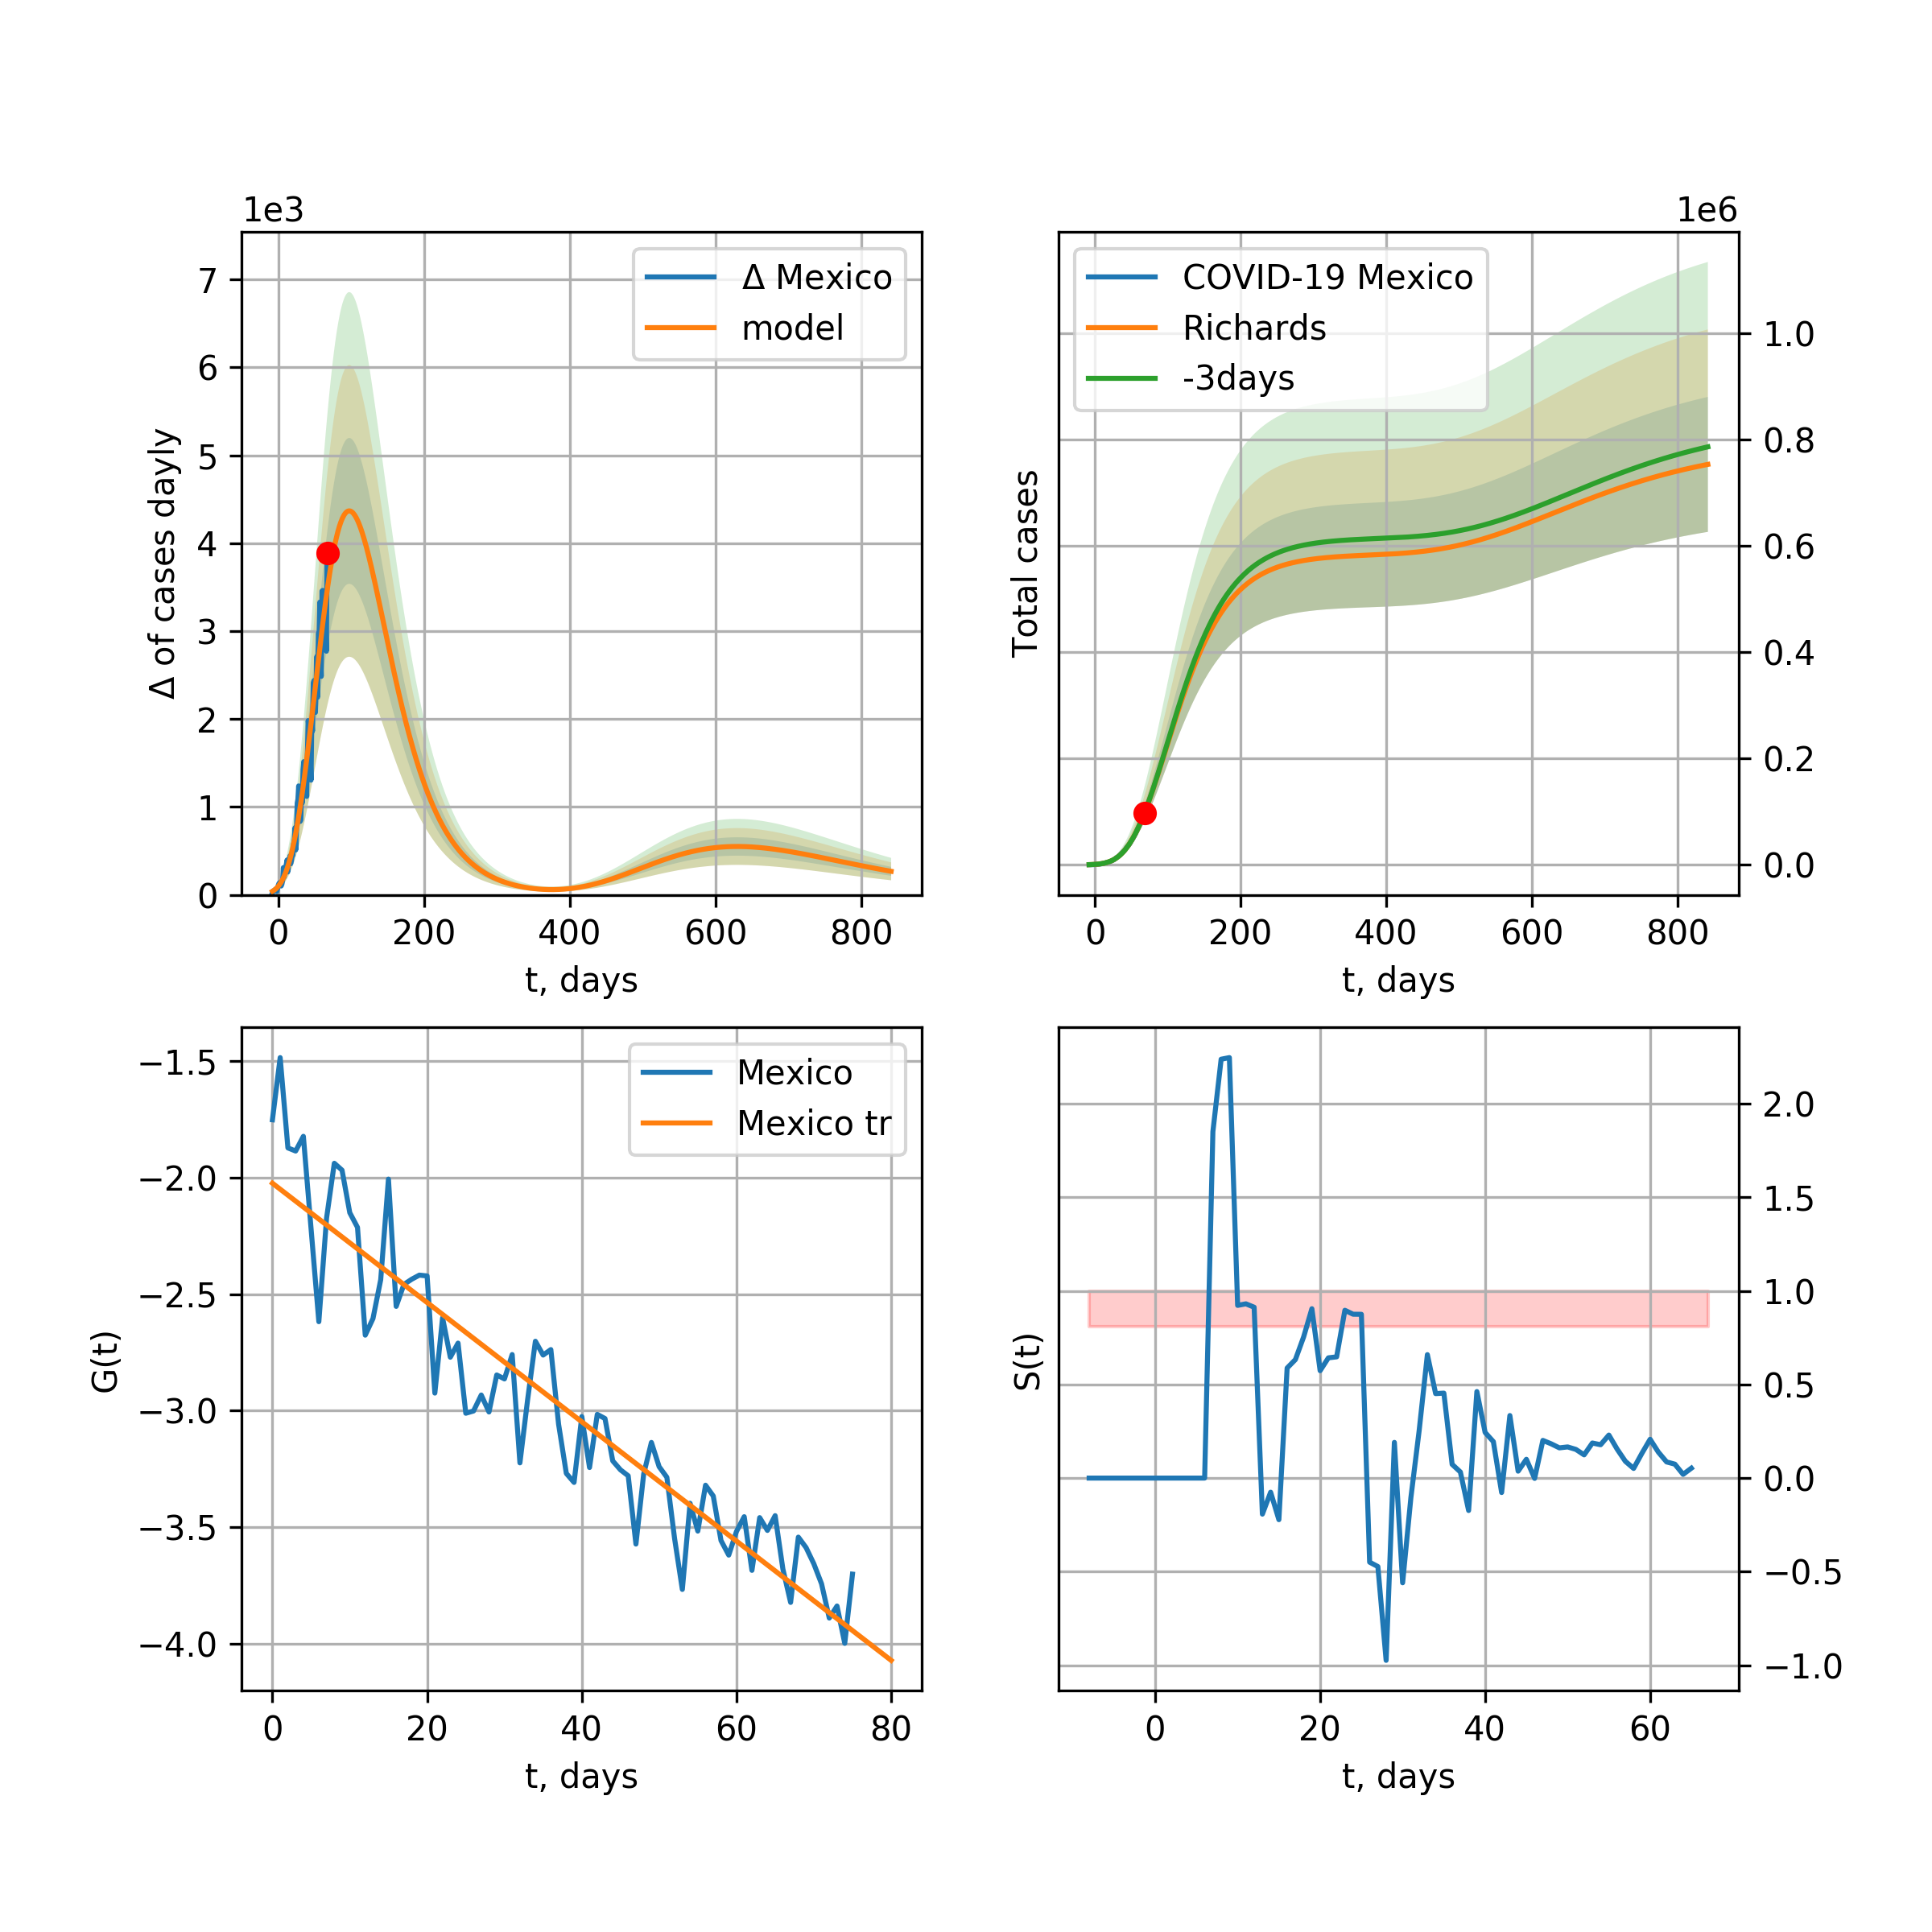 1e3
7
6
5
4
3
2
1
0
Δ of cases dayly
Δ Mexico
model
0 200 400 600 800
t, days
1e6
COVID-19 Mexico
Richards
-3days
Total cases
1.0
0.8
0.6
0.4
0.2
0.0
0 200 400 600 800
t, days
−1.5
−2.0
−2.5
−3.0
−3.5
−4.0
G(t)
Mexico
Mexico tr
0 20 40 60 80
t, days
S(t)
2.0
1.5
1.0
0.5
0.0
−0.5
−1.0
0 20 40 60
t, days